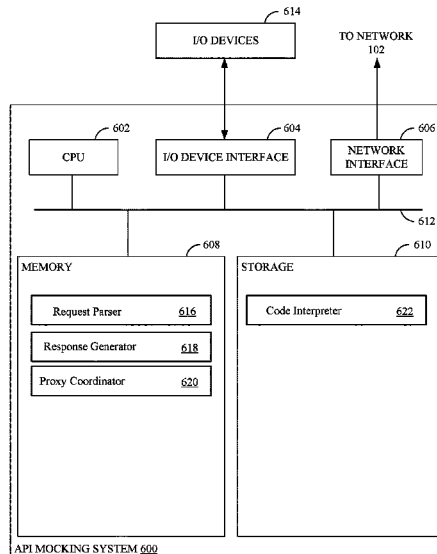 614
I/O DEVICES
TO NETWORK
102
602
CPU
604
I/O DEVICE INTERFACE
606
NETWORK
INTERFACE
612
608
MEMORY
Request Parser 616
Response Generator 618
Proxy Coordinator 620
610
STORAGE
Code Interpreter 622
API MOCKING SYSTEM 600